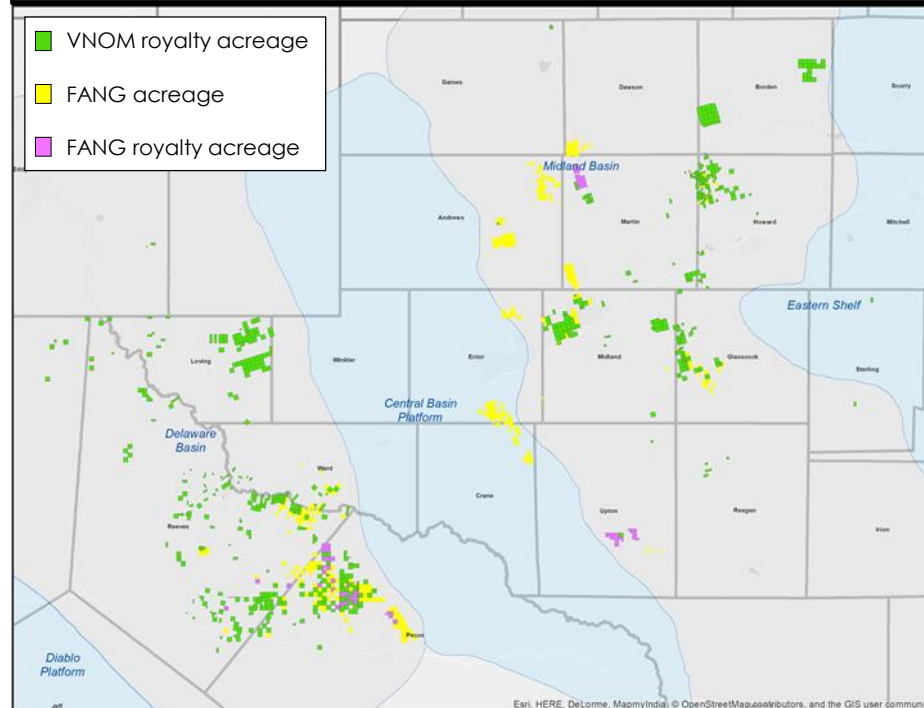 VNOM royalty acreage
FANG acreage
FANG royalty acreage
Gaines
Dawson
Borden
Scurry
Midland Basin
Andrews
Martin
Howard
Mitchell
Eastern Shelf
Loving
Winkler
Ector
Midland
Glasscock
Sterling
Central Basin
Platform
Delaware
Basin
Ward
Reeves
Crane
Upton
Reagan
Irion
Pecos
Diablo
Platform
Esri, HERE, DeLorme, MapmyIndia, © OpenStreetMap contributors, and the GIS user commun